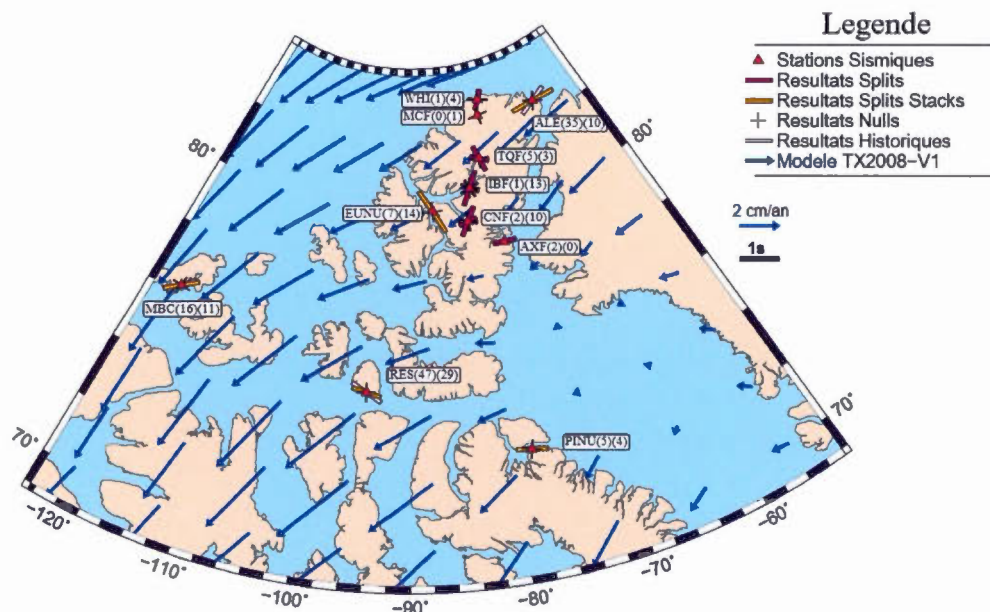 Legende
Stations Sismiques
Resultats Splits
Resultats Splits Stacks
Resultats Nulls
Resultats Historiques
Modele TX2008-V1
2 cm/an
1s
WHI(1)(4)
MCF(0)(1)
ALE(35)(10)
80°
80°
TQF(5)(3)
IBF(1)(13)
EUNU(7)(14)
CNF(2)(10)
AXF(2)(0)
MBC(16)(11)
RES(47)(29)
PINU(5)(4)
70°
70°
-120°
-110°
-100°
-90°
-80°
-70°
-60°